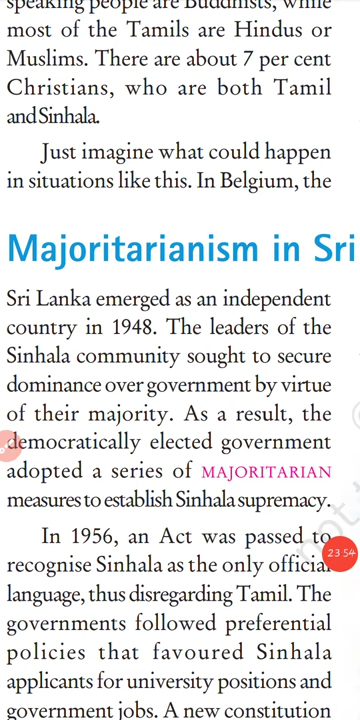 speaking people are Buddhists, while
most of the Tamils are Hindus or
Muslims. There are about 7 per cent
Christians, who are both Tamil
and Sinhala.
Just imagine what could happen
in situations like this. In Belgium, the
Majoritarianism in Sri
Sri Lanka emerged as an independent
country in 1948. The leaders of the
Sinhala community sought to secure
dominance over government by virtue
of their majority. As a result, the
democratically elected government
adopted a series of MAJORITARIAN
measures to establish Sinhala supremacy.
In 1956, an Act was passed to
23:54
recognise Sinhala as the only official
language, thus disregarding Tamil. The
governments followed preferential
policies that favoured Sinhala
applicants for university positions and
government jobs. A new constitution